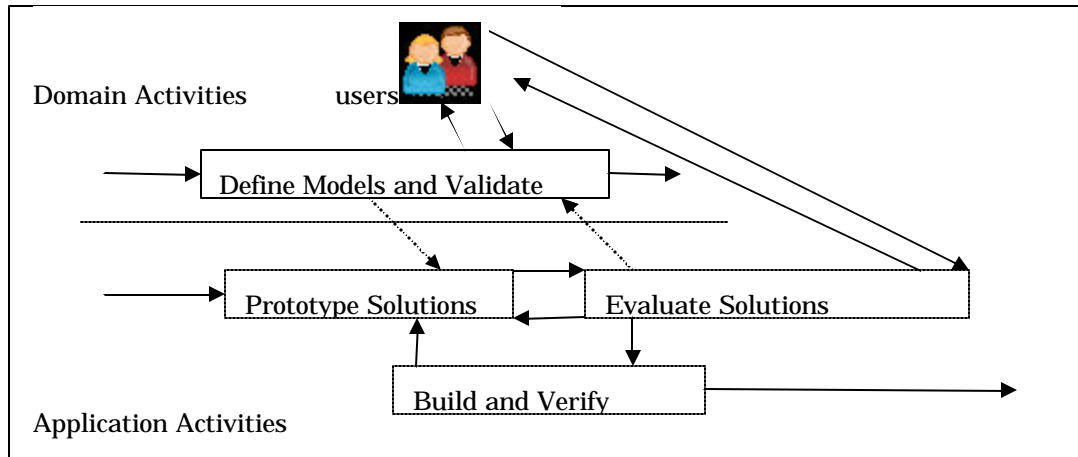 Domain Activities users
Define Models and Validate
Prototype Solutions Evaluate Solutions
Build and Verify
Application Activities